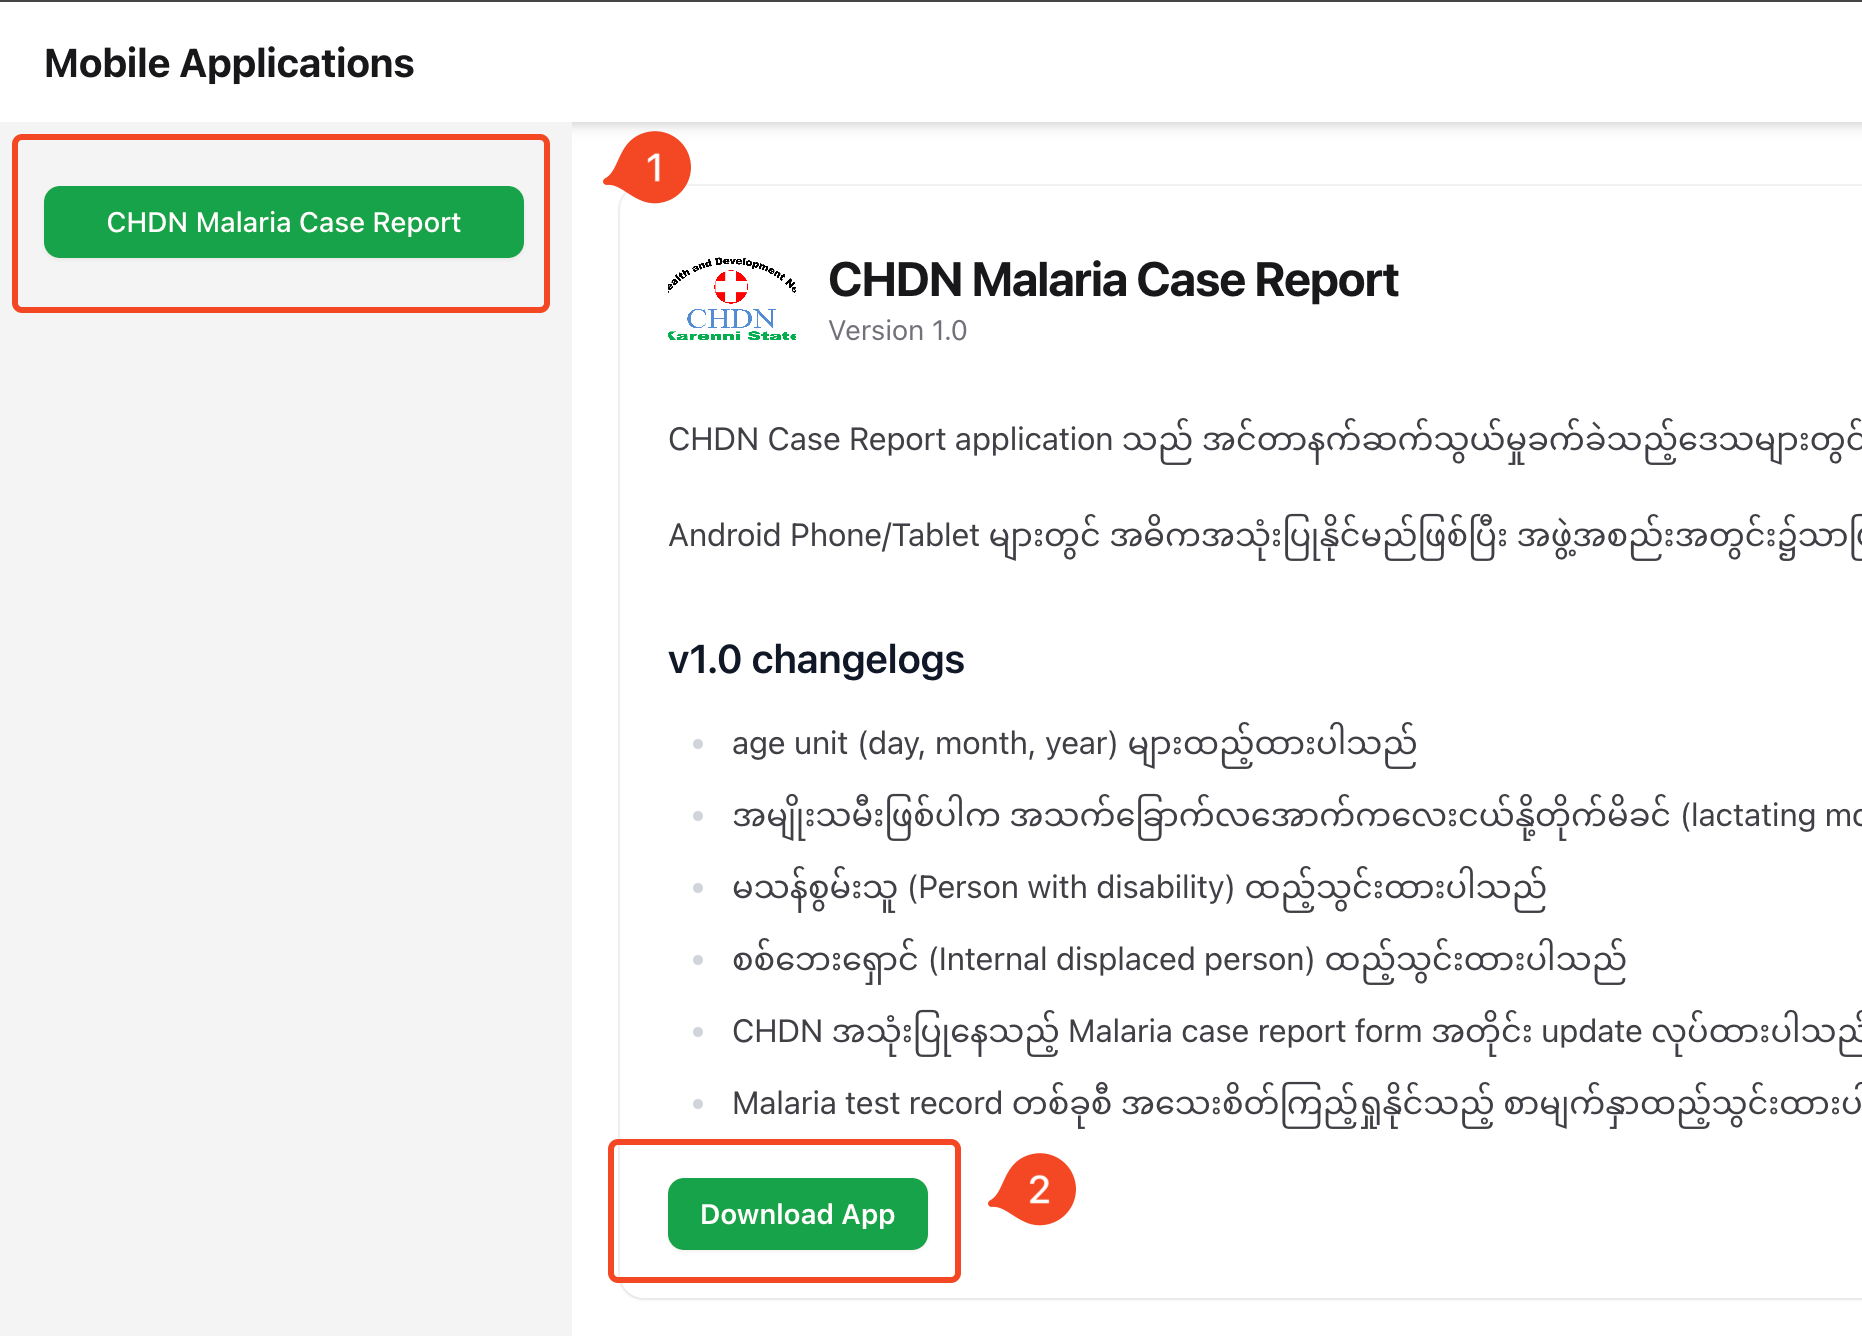 Mobile Applications
CHDN Malaria Case Report
1
Health and Development Ne
CHDN
Karenni State
CHDN Malaria Case Report
Version 1.0
CHDN Case Report application သည် အင်တာနက်ဆက်သွယ်မှုခက်ခဲသည့်ဒေသများတွင်
Android Phone/Tablet များတွင် အဓိကအသုံးပြုနိုင်မည်ဖြစ်ပြီး အဖွဲ့အစည်းအတွင်း၌သာ
v1.0 changelogs
age unit (day, month, year) များထည့်ထားပါသည်
အမျိုးသမီးဖြစ်ပါက အသက်ခြောက်လအောက်ကလေးငယ်နို့တိုက်မိခင် (lactating mo
မသန်စွမ်းသူ (Person with disability) ထည့်သွင်းထားပါသည်
စစ်ဘေးရှောင် (Internal displaced person) ထည့်သွင်းထားပါသည်
CHDN အသုံးပြုနေသည့် Malaria case report form အတိုင်း update လုပ်ထားပါသည်
Malaria test record တစ်ခုစီ အသေးစိတ်ကြည့်ရှုနိုင်သည့် စာမျက်နှာထည့်သွင်းထားပါ
Download App
2